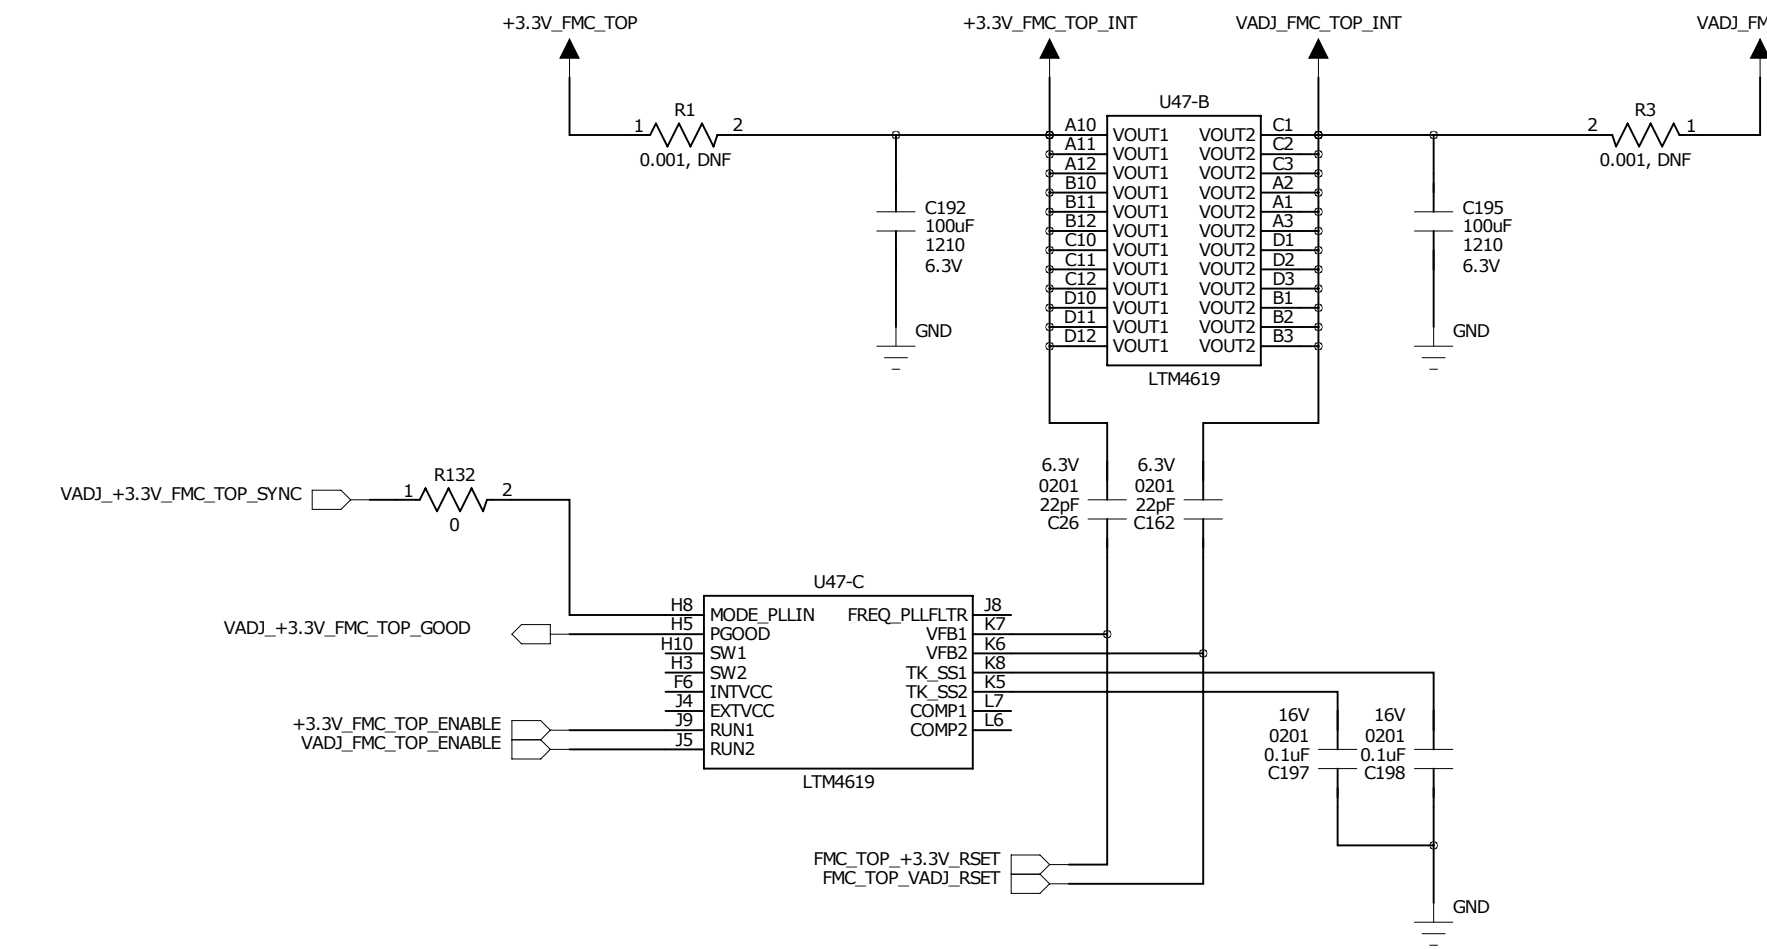 +3.3V_FMC_TOP
+3.3V_FMC_TOP_INT
VADJ_FMC_TOP_INT
VADJ_FM
U47-B
R1
1 2
0.001, DNF
R3
2 1
0.001, DNF
A10 VOUT1 VOUT2 C1
A11 VOUT1 VOUT2 C2
A12 VOUT1 VOUT2 C3
B10 VOUT1 VOUT2 A2
B11 VOUT1 VOUT2 A1
B12 VOUT1 VOUT2 A3
C10 VOUT1 VOUT2 D1
C11 VOUT1 VOUT2 D2
C12 VOUT1 VOUT2 D3
D10 VOUT1 VOUT2 B1
D11 VOUT1 VOUT2 B2
D12 VOUT1 VOUT2 B3
LTM4619
C192
100uF
1210
6.3V
GND
C195
100uF
1210
6.3V
GND
6.3V
0201
22pF
C26
6.3V
0201
22pF
C162
R132
VADJ_+3.3V_FMC_TOP_SYNC 1 2
0
U47-C
H8 MODE_PLLIN FREQ_PLLFLTR J8
VADJ_+3.3V_FMC_TOP_GOOD H5 PGOOD VFB1 K7
H10 SW1 VFB2 K6
H3 SW2 TK_SS1 K8
F6 INTVCC TK_SS2 K5
J4 EXTVCC COMP1 L7
+3.3V_FMC_TOP_ENABLE J9 RUN1 COMP2 L6
VADJ_FMC_TOP_ENABLE J5 RUN2
LTM4619
16V
0201
0.1uF
C197
16V
0201
0.1uF
C198
FMC_TOP_+3.3V_RSET
FMC_TOP_VADJ_RSET
GND